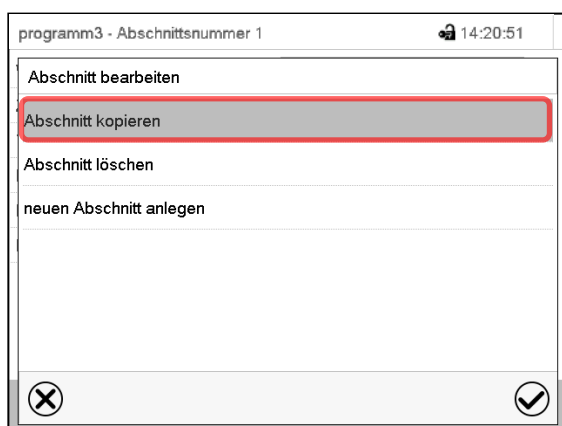 programm3 - Abschnittsnummer 1 14:20:51
Abschnitt bearbeiten
Abschnitt kopieren
Abschnitt löschen
neuen Abschnitt anlegen